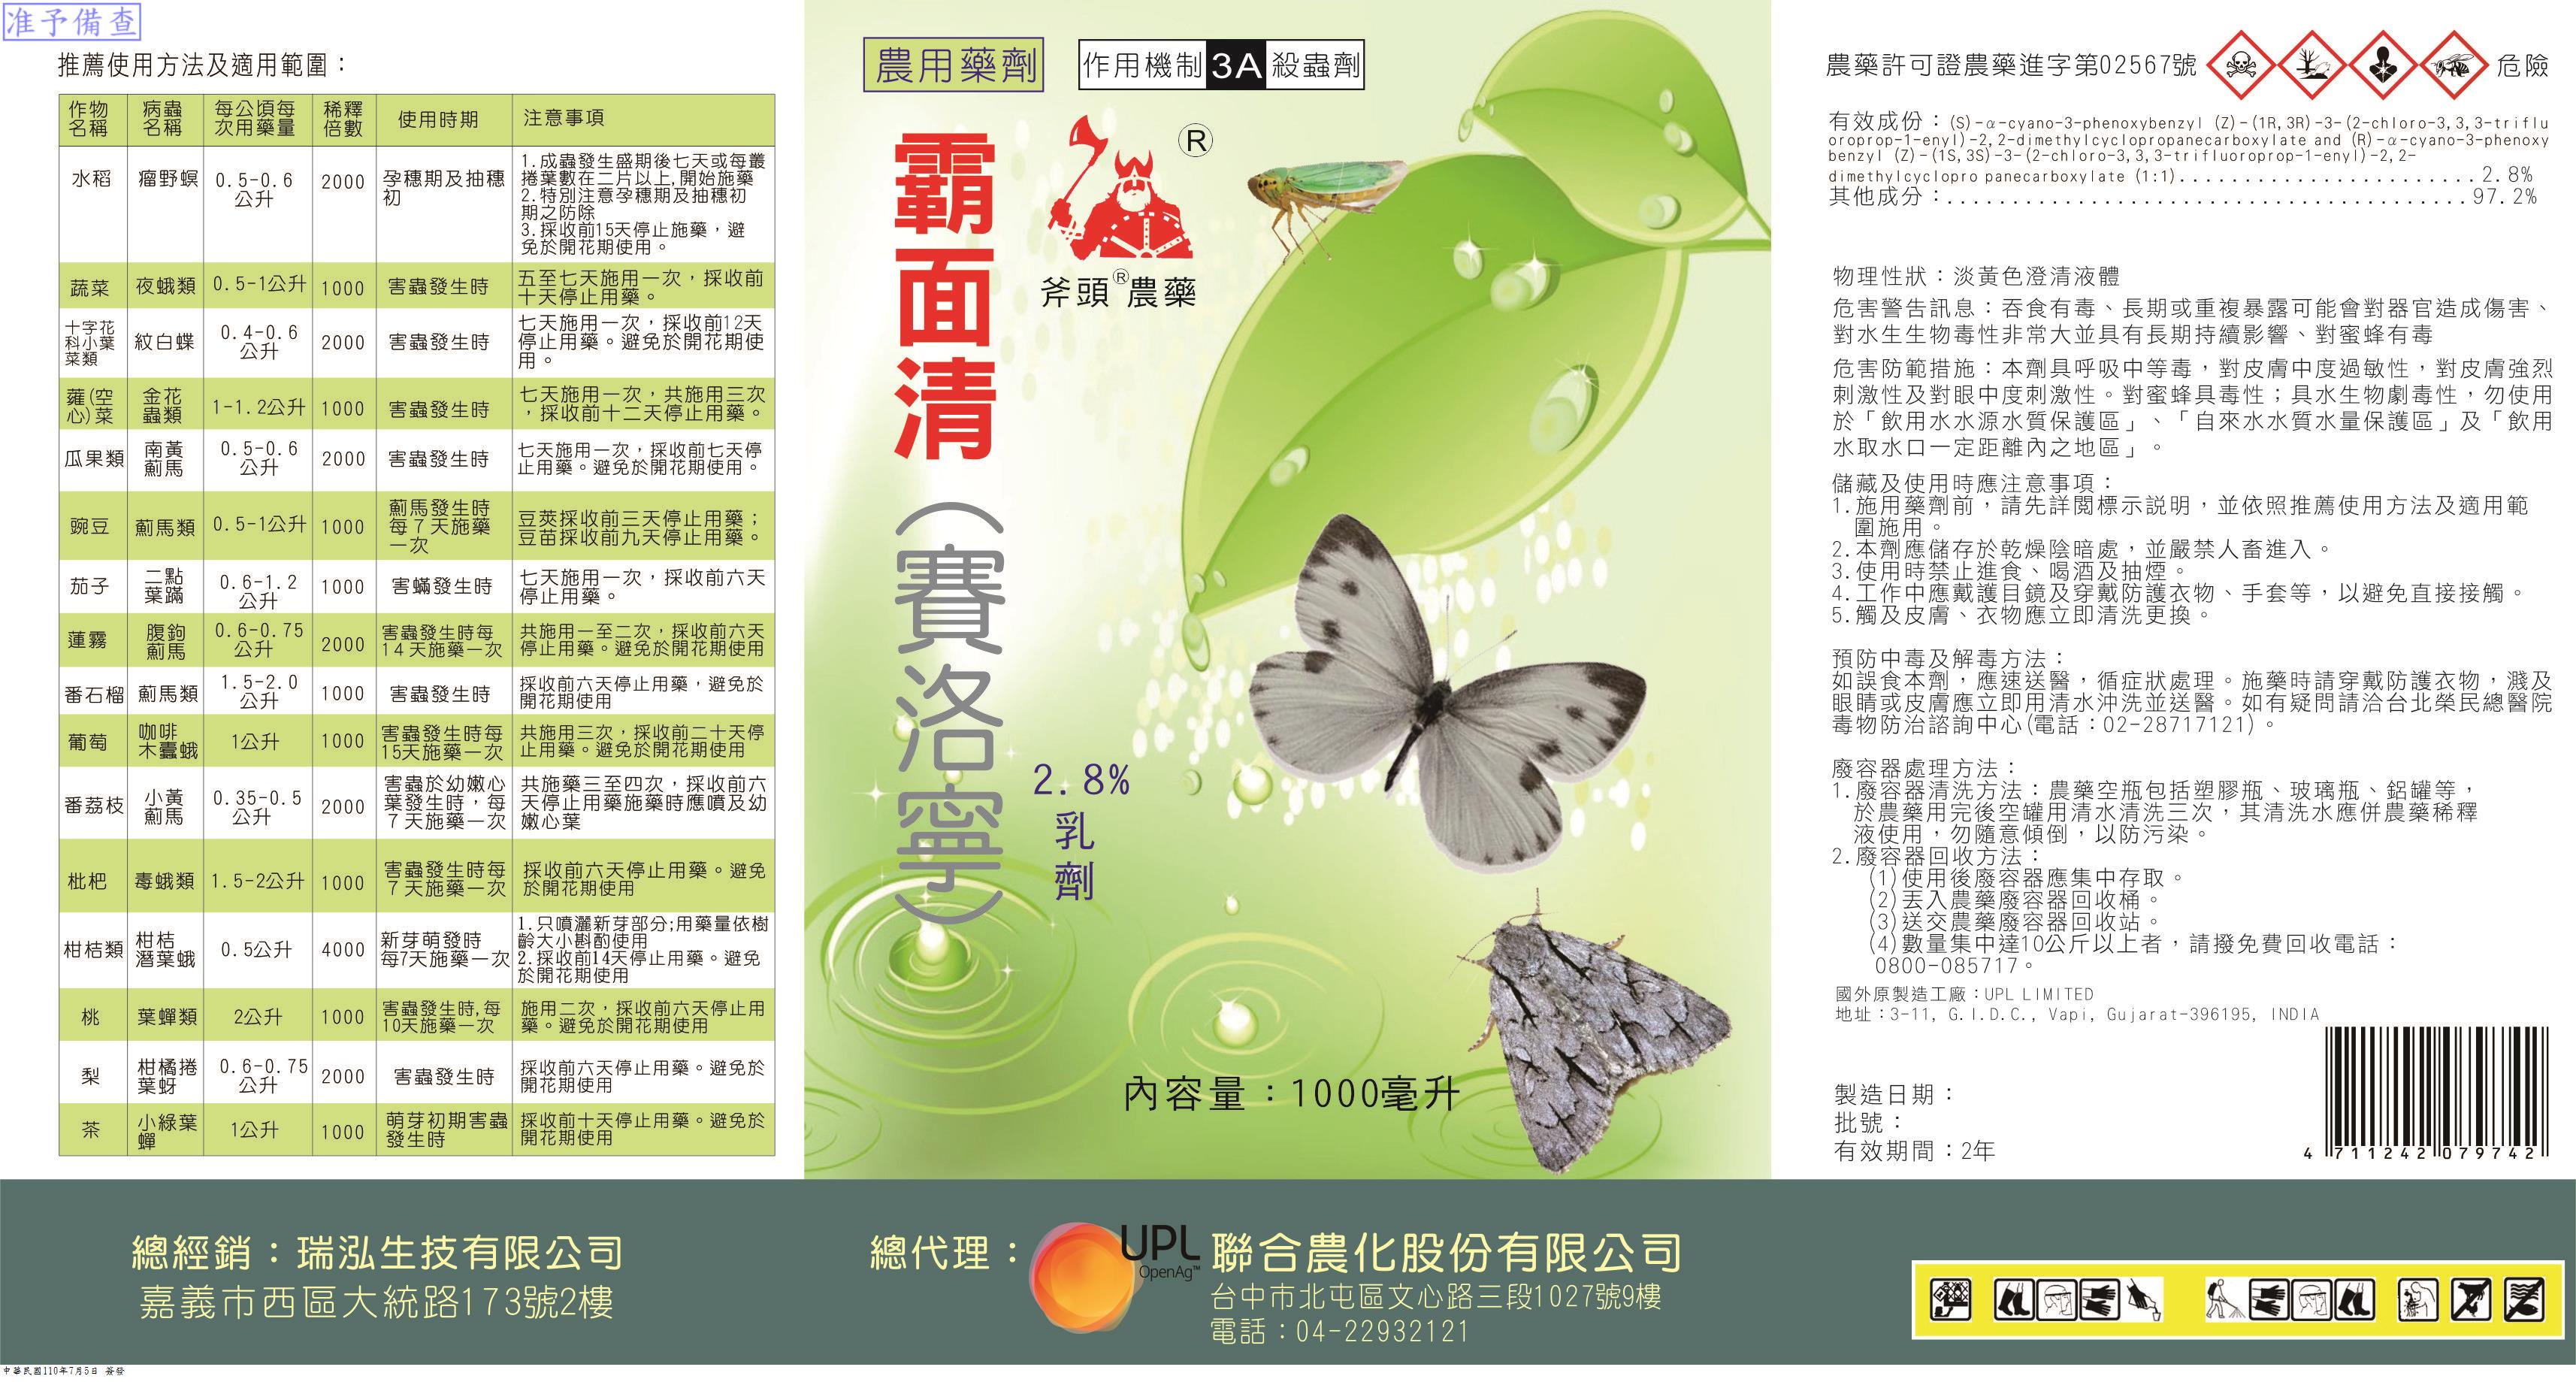 准予備查
推薦使用方法及適用範圍：
作物名稱 病蟲名稱 每公頃每次用藥量 稀釋倍數 使用時期 注意事項
水稻 瘤野螟 0.5-0.6公升 2000 孕穗期及抽穗初
1.成蟲發生盛期後七天或每叢
捲葉數在二片以上,開始施藥
2.特別注意孕穗期及抽穗初
期之防除
3.採收前15天停止施藥，避
免於開花期使用。
蔬菜 夜蛾類 0.5-1公升 1000 害蟲發生時 五至七天施用一次，採收前十天停止用藥。
十字花科小葉菜類 紋白蝶 0.4-0.6公升 2000 害蟲發生時 七天施用一次，採收前12天停止用藥。避免於開花期使用。
蕹(空心)菜 金花蟲類 1-1.2公升 1000 害蟲發生時 七天施用一次，共施用三次，採收前十二天停止用藥。
瓜果類 南黃薊馬 0.5-0.6公升 2000 害蟲發生時 七天施用一次，採收前七天停止用藥。避免於開花期使用。
豌豆 薊馬類 0.5-1公升 1000 薊馬發生時每7天施藥一次 豆莢採收前三天停止用藥；豆苗採收前九天停止用藥。
茄子 二點葉蹣 0.6-1.2公升 1000 害蟎發生時 七天施用一次，採收前六天停止用藥。
蓮霧 腹鉤薊馬 0.6-0.75公升 2000 害蟲發生時每14天施藥一次 共施用一至二次，採收前六天停止用藥。避免於開花期使用
番石榴 薊馬類 1.5-2.0公升 1000 害蟲發生時 採收前六天停止用藥，避免於開花期使用
葡萄 咖啡木蠹蛾 1公升 1000 害蟲發生時每15天施藥一次 共施用三次，採收前二十天停止用藥。避免於開花期使用
番荔枝 小黃薊馬 0.35-0.5公升 2000 害蟲於幼嫩心葉發生時，每7天施藥一次 共施藥三至四次，採收前六天停止用藥施藥時應噴及幼嫩心葉
枇杷 毒蛾類 1.5-2公升 1000 害蟲發生時每7天施藥一次 採收前六天停止用藥。避免於開花期使用
柑桔類 柑桔潛葉蛾 0.5公升 4000 新芽萌發時每7天施藥一次
1.只噴灑新芽部分;用藥量依樹
齡大小斟酌使用
2.採收前14天停止用藥。避免
於開花期使用
桃 葉蟬類 2公升 1000 害蟲發生時,每10天施藥一次 施用二次，採收前六天停止用藥。避免於開花期使用
梨 柑橘捲葉蚜 0.6-0.75公升 2000 害蟲發生時 採收前六天停止用藥。避免於開花期使用
茶 小綠葉蟬 1公升 1000 萌芽初期害蟲發生時 採收前十天停止用藥。避免於開花期使用
農用藥劑
作用機制 3A 殺蟲劑
®
斧頭®農藥
霸面清
（賽洛寧）
2.8%
乳劑
內容量：1000毫升
農藥許可證農藥進字第02567號
危險
有效成份：(S)-α-cyano-3-phenoxybenzyl (Z)-(1R,3R)-3-(2-chloro-3,3,3-triflu
oroprop-1-enyl)-2,2-dimethylcyclopropanecarboxylate and (R)-α-cyano-3-phenoxy
benzyl (Z)-(1S,3S)-3-(2-chloro-3,3,3-trifluoroprop-1-enyl)-2,2-
dimethylcyclopro panecarboxylate (1:1).......................2.8%
其他成分：........................................97.2%
物理性狀：淡黃色澄清液體
危害警告訊息：吞食有毒、長期或重複暴露可能會對器官造成傷害、
對水生生物毒性非常大並具有長期持續影響、對蜜蜂有毒
危害防範措施：本劑具呼吸中等毒，對皮膚中度過敏性，對皮膚強烈
刺激性及對眼中度刺激性。對蜜蜂具毒性；具水生物劇毒性，勿使用
於「飲用水水源水質保護區」、「自來水水質水量保護區」及「飲用
水取水口一定距離內之地區」。
儲藏及使用時應注意事項：
1.施用藥劑前，請先詳閱標示說明，並依照推薦使用方法及適用範
圍施用。
2.本劑應儲存於乾燥陰暗處，並嚴禁人畜進入。
3.使用時禁止進食、喝酒及抽煙。
4.工作中應戴護目鏡及穿戴防護衣物、手套等，以避免直接接觸。
5.觸及皮膚、衣物應立即清洗更換。
預防中毒及解毒方法：
如誤食本劑，應速送醫，循症狀處理。施藥時請穿戴防護衣物，濺及
眼睛或皮膚應立即用清水沖洗並送醫。如有疑問請洽台北榮民總醫院
毒物防治諮詢中心(電話：02-28717121)。
廢容器處理方法：
1.廢容器清洗方法：農藥空瓶包括塑膠瓶、玻璃瓶、鋁罐等，
於農藥用完後空罐用清水清洗三次，其清洗水應併農藥稀釋
液使用，勿隨意傾倒，以防污染。
2.廢容器回收方法：
(1)使用後廢容器應集中存取。
(2)丟入農藥廢容器回收桶。
(3)送交農藥廢容器回收站。
(4)數量集中達10公斤以上者，請撥免費回收電話：
0800-085717。
國外原製造工廠：UPL LIMITED
地址：3-11, G.I.D.C., Vapi, Gujarat-396195, INDIA
製造日期：
批號：
有效期間：2年
4 711242 079742
總經銷：瑞泓生技有限公司
嘉義市西區大統路173號2樓
總代理：
UPL
OpenAg™
聯合農化股份有限公司
台中市北屯區文心路三段1027號9樓
電話：04-22932121
中華民國110年7月5日 簽發